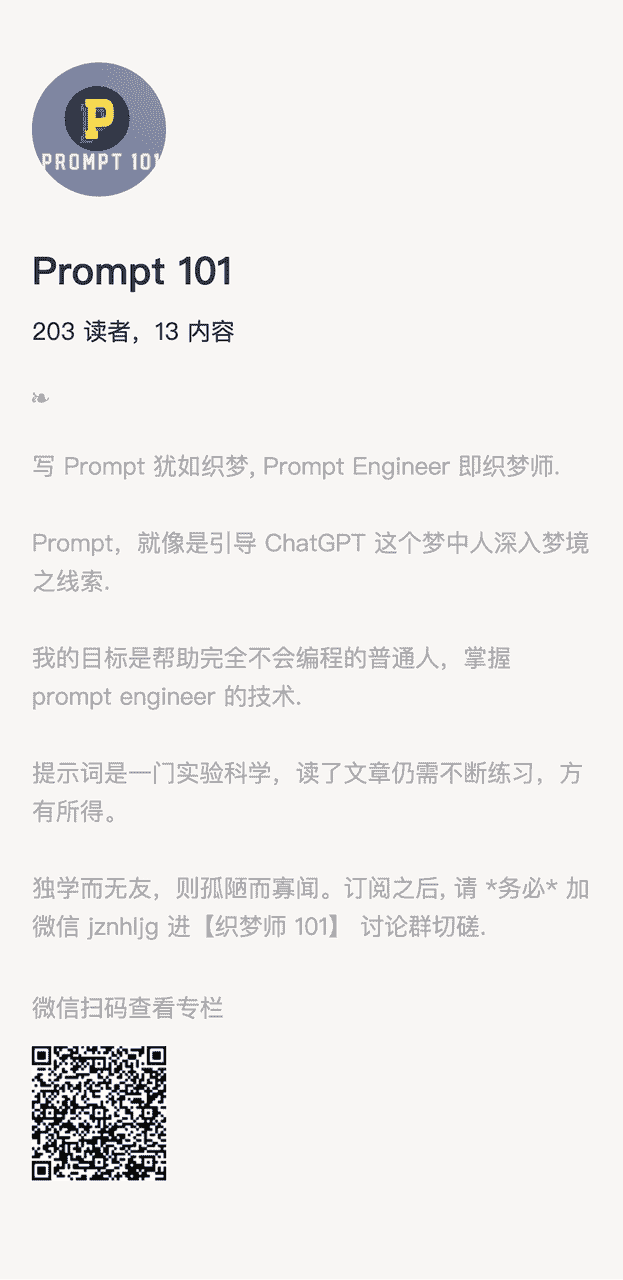 P
PROMPT 101
Prompt 101
203 读者，13 内容
写 Prompt 犹如织梦, Prompt Engineer 即织梦师.
Prompt，就像是引导 ChatGPT 这个梦中人深入梦境
之线索.
我的目标是帮助完全不会编程的普通人，掌握
prompt engineer 的技术.
提示词是一门实验科学，读了文章仍需不断练习，方
有所得。
独学而无友，则孤陋而寡闻。订阅之后, 请 *务必* 加
微信 jznhljg 进【织梦师 101】 讨论群切磋.
微信扫码查看专栏